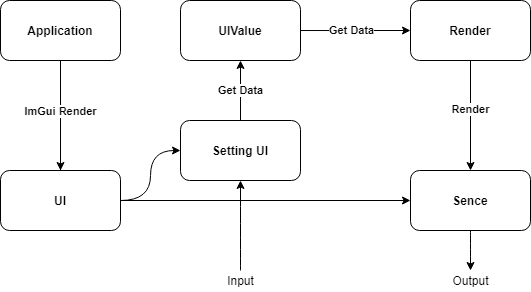 Application
UIValue
Get Data
Render
ImGui Render
Get Data
Render
Setting UI
UI
Sence
Input
Output